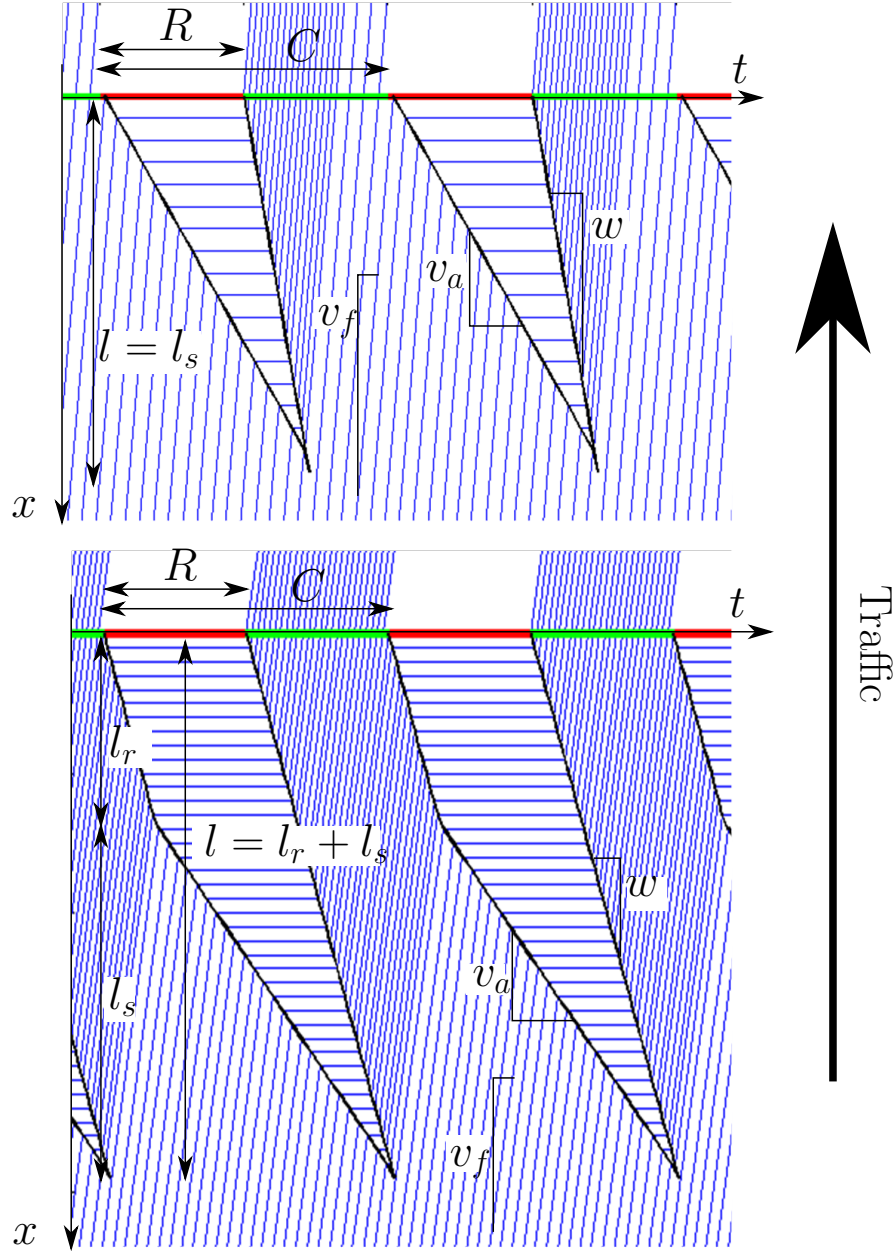 R
C
t
w
v_a
v_f
l = l_s
x
R
C
t
l_r
l = l_r + l_s
w
v_a
l_s
v_f
x
Traffic